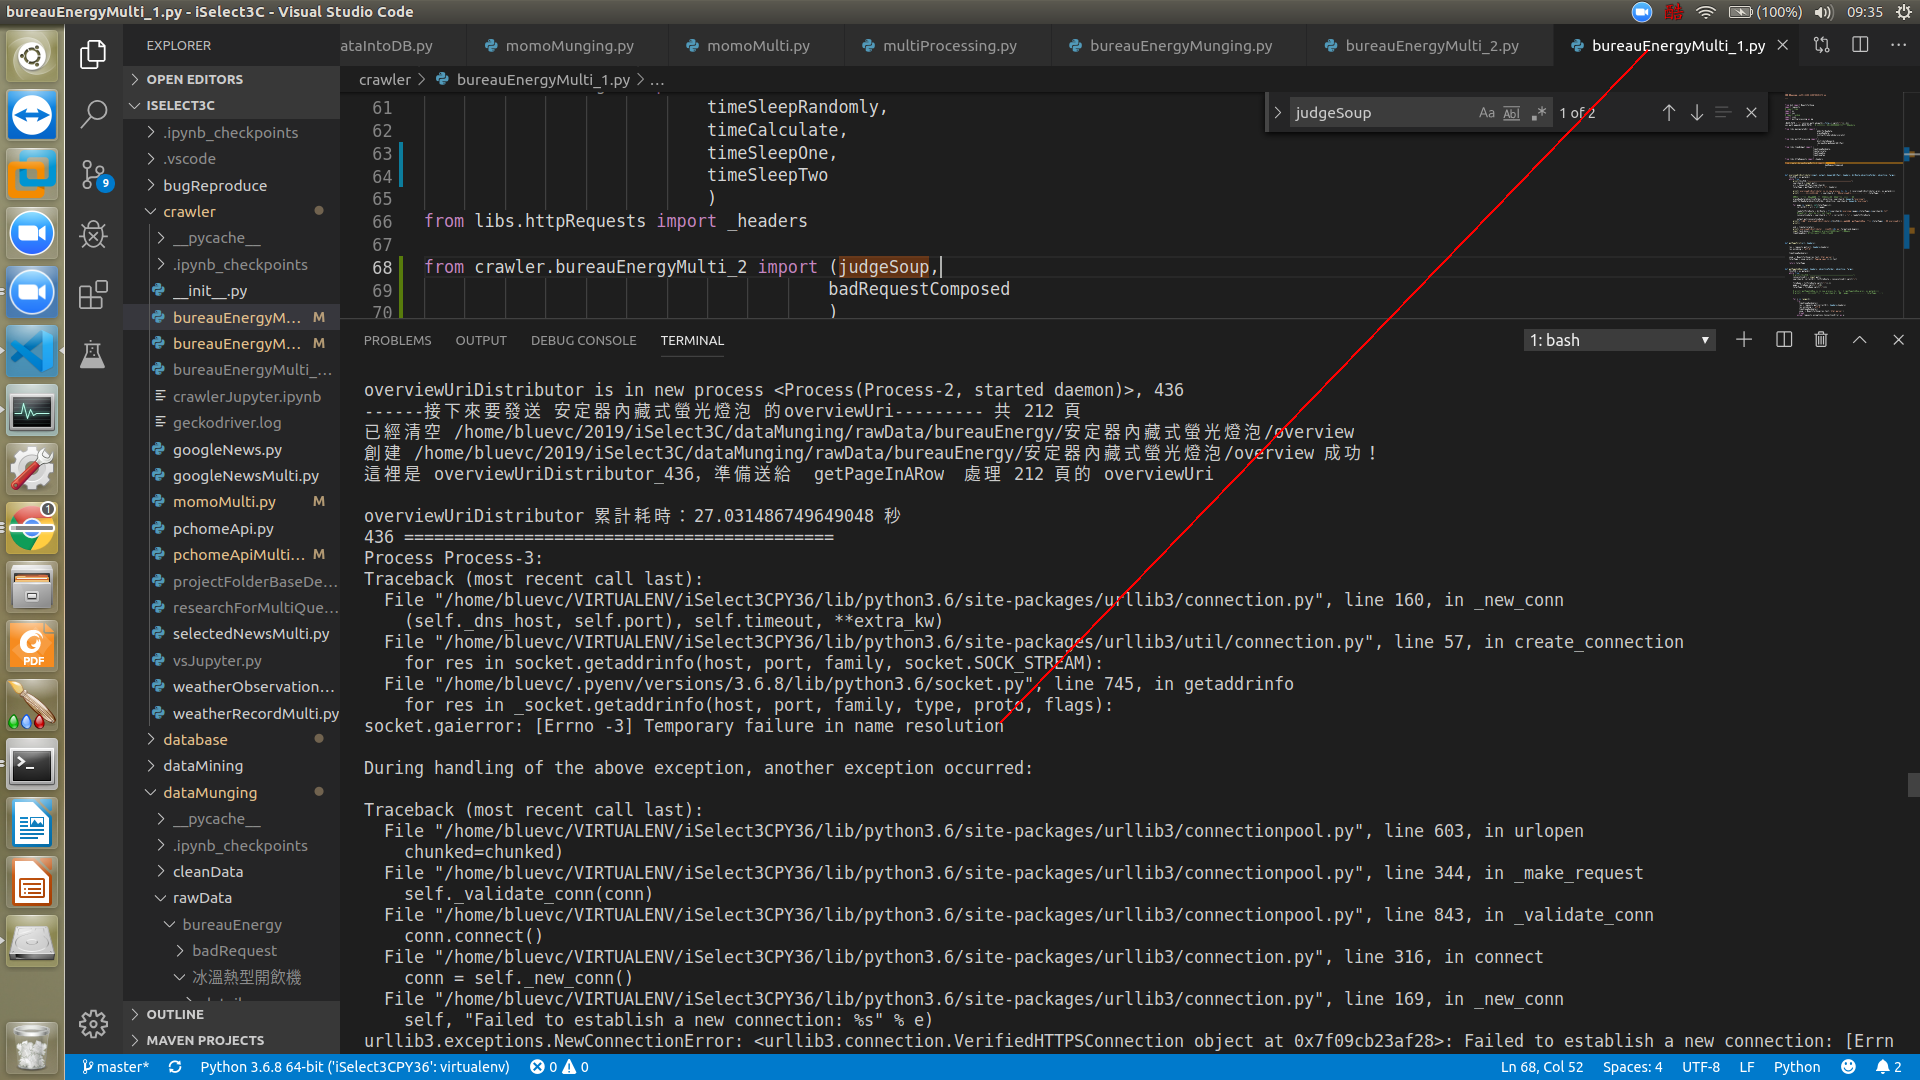 bureauEnergyMulti_1.py - iSelect3C - Visual Studio Code
(100%)
09:35
EXPLORER
OPEN EDITORS
ISELECT3C
.ipynb_checkpoints
.vscode
bugReproduce
crawler
__pycache__
.ipynb_checkpoints
__init__.py
bureauEnergyM... M
bureauEnergyM... M
bureauEnergyMulti_...
crawlerJupyter.ipynb
geckodriver.log
googleNews.py
googleNewsMulti.py
momoMulti.py M
pchomeApi.py
pchomeApiMulti... M
projectFolderBaseDe...
researchForMultiQue...
selectedNewsMulti.py
vsJupyter.py
weatherObservation...
weatherRecordMulti.py
database
dataMining
dataMunging
__pycache__
.ipynb_checkpoints
cleanData
rawData
bureauEnergy
badRequest
冰溫熱型開飲機
OUTLINE
MAVEN PROJECTS
9
1
PDF
ataIntoDB.py
momoMunging.py
momoMulti.py
multiProcessing.py
bureauEnergyMunging.py
bureauEnergyMulti_2.py
bureauEnergyMulti_1.py
crawler > bureauEnergyMulti_1.py > ...
judgeSoup
Aa Abl .*
1 of 2
61 timeSleepRandomly,
62 timeCalculate,
63 timeSleepOne,
64 timeSleepTwo
65 )
66 from libs.httpRequests import _headers
67
68 from crawler.bureauEnergyMulti_2 import (judgeSoup,
69 badRequestComposed
70 )
PROBLEMS
OUTPUT
DEBUG CONSOLE
TERMINAL
1: bash
overviewUriDistributor is in new process <Process(Process-2, started daemon)>, 436
------接下來要發送 安定器內藏式螢光燈泡 的overviewUri--------- 共 212 頁
已經清空 /home/bluevc/2019/iSelect3C/dataMunging/rawData/bureauEnergy/安定器內藏式螢光燈泡/overview
創建 /home/bluevc/2019/iSelect3C/dataMunging/rawData/bureauEnergy/安定器內藏式螢光燈泡/overview 成功！
這裡是 overviewUriDistributor_436，準備送給  getPageInARow  處理 212 頁的 overviewUri
overviewUriDistributor 累計耗時：27.031486749649048 秒
436 ===========================================
Process Process-3:
Traceback (most recent call last):
  File "/home/bluevc/VIRTUALENV/iSelect3CPY36/lib/python3.6/site-packages/urllib3/connection.py", line 160, in _new_conn
    (self._dns_host, self.port), self.timeout, **extra_kw)
  File "/home/bluevc/VIRTUALENV/iSelect3CPY36/lib/python3.6/site-packages/urllib3/util/connection.py", line 57, in create_connection
    for res in socket.getaddrinfo(host, port, family, socket.SOCK_STREAM):
  File "/home/bluevc/.pyenv/versions/3.6.8/lib/python3.6/socket.py", line 745, in getaddrinfo
    for res in _socket.getaddrinfo(host, port, family, type, proto, flags):
socket.gaierror: [Errno -3] Temporary failure in name resolution
During handling of the above exception, another exception occurred:
Traceback (most recent call last):
  File "/home/bluevc/VIRTUALENV/iSelect3CPY36/lib/python3.6/site-packages/urllib3/connectionpool.py", line 603, in urlopen
    chunked=chunked)
  File "/home/bluevc/VIRTUALENV/iSelect3CPY36/lib/python3.6/site-packages/urllib3/connectionpool.py", line 344, in _make_request
    self._validate_conn(conn)
  File "/home/bluevc/VIRTUALENV/iSelect3CPY36/lib/python3.6/site-packages/urllib3/connectionpool.py", line 843, in _validate_conn
    conn.connect()
  File "/home/bluevc/VIRTUALENV/iSelect3CPY36/lib/python3.6/site-packages/urllib3/connection.py", line 316, in connect
    conn = self._new_conn()
  File "/home/bluevc/VIRTUALENV/iSelect3CPY36/lib/python3.6/site-packages/urllib3/connection.py", line 169, in _new_conn
    self, "Failed to establish a new connection: %s" % e)
urllib3.exceptions.NewConnectionError: <urllib3.connection.VerifiedHTTPSConnection object at 0x7f09cb23af28>: Failed to establish a new connection: [Errn
master*
Python 3.6.8 64-bit ('iSelect3CPY36': virtualenv)
0 0
Ln 68, Col 52
Spaces: 4
UTF-8
LF
Python
2